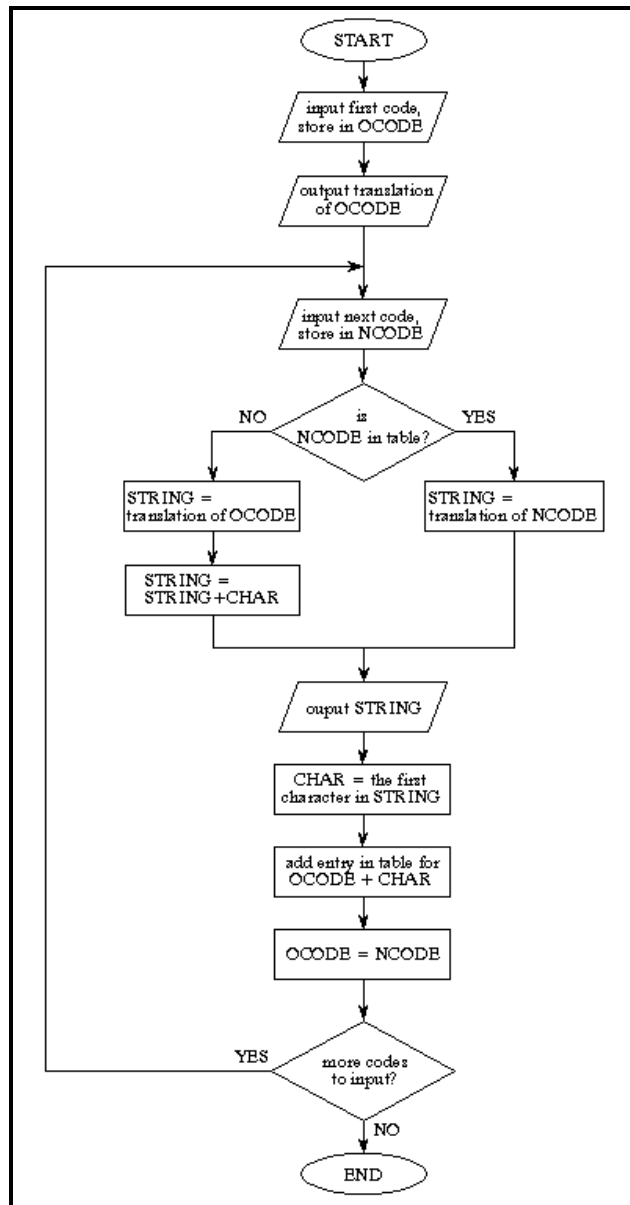 START
input first code,
store in OCODE
output translation
of OCODE
input next code,
store in NCODE
NO
is
NCODE in table?
YES
STRING =
translation of OCODE
STRING =
translation of NCODE
STRING =
STRING+CHAR
ouput STRING
CHAR = the first
character in STRING
add entry in table for
OCODE + CHAR
OCODE = NCODE
YES
more codes
to input?
NO
END